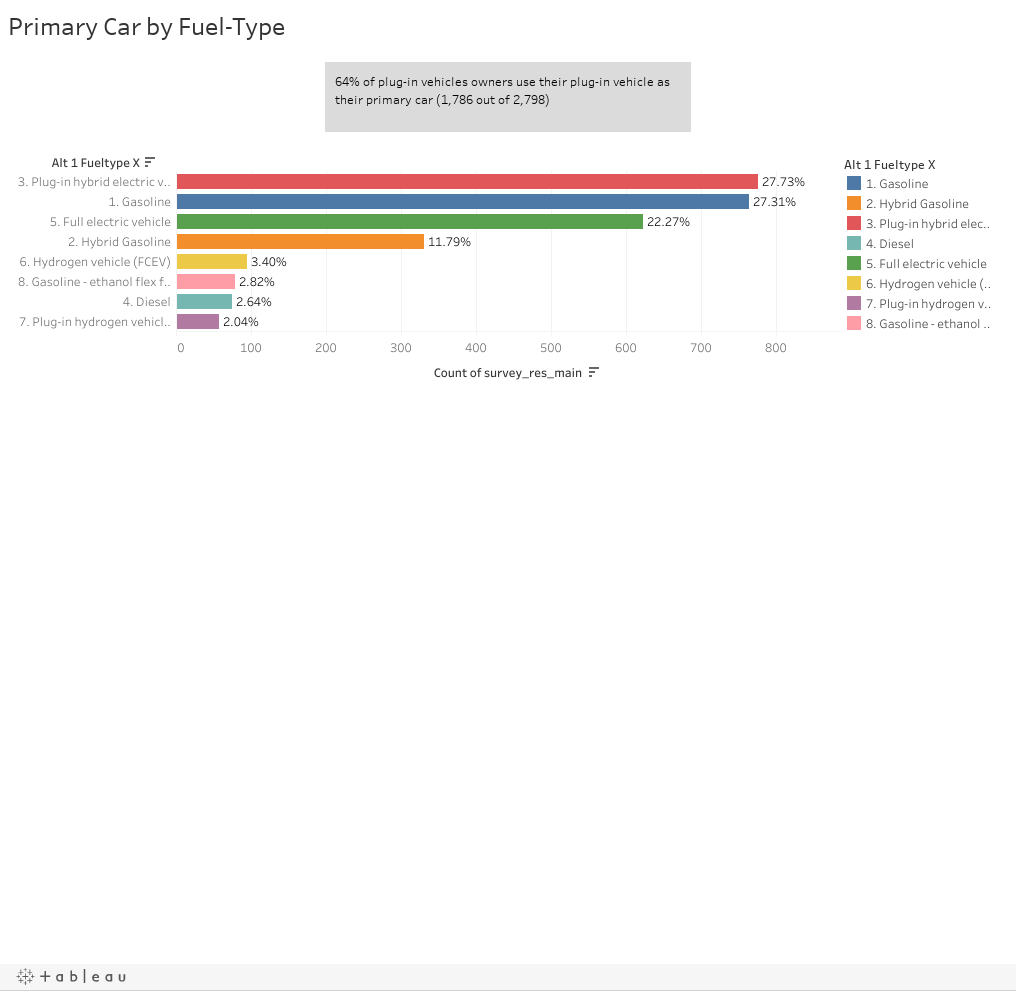 Primary Car by Fuel-Type
64% of plug-in vehicles owners use their plug-in vehicle as
their primary car (1,786 out of 2,798)
Alt 1 Fueltype X
3. Plug-in hybrid electric v.. 27.73%
1. Gasoline 27.31%
5. Full electric vehicle 22.27%
2. Hybrid Gasoline 11.79%
6. Hydrogen vehicle (FCEV) 3.40%
8. Gasoline - ethanol flex f.. 2.82%
4. Diesel 2.64%
7. Plug-in hydrogen vehicl.. 2.04%
0 100 200 300 400 500 600 700 800
Count of survey_res_main
Alt 1 Fueltype X
1. Gasoline
2. Hybrid Gasoline
3. Plug-in hybrid elec..
4. Diesel
5. Full electric vehicle
6. Hydrogen vehicle (..
7. Plug-in hydrogen v..
8. Gasoline - ethanol ..
tableau